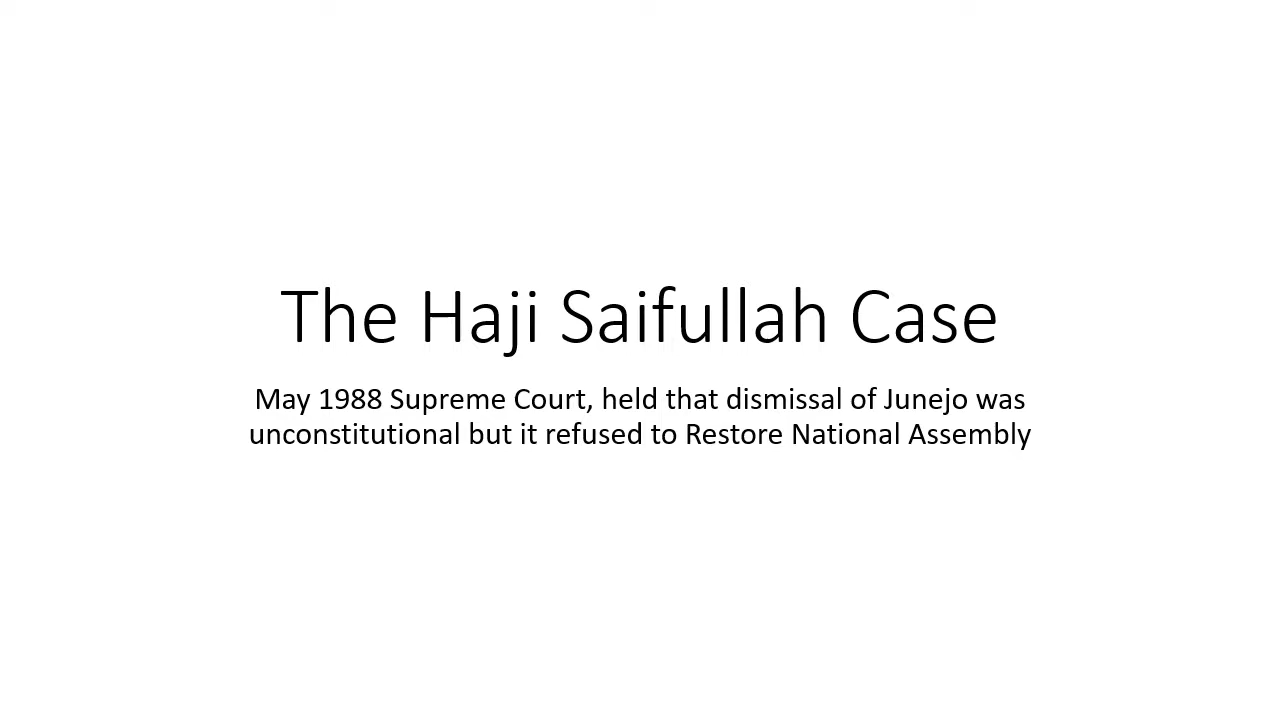 The Haji Saifullah Case
May 1988 Supreme Court, held that dismissal of Junejo was
unconstitutional but it refused to Restore National Assembly